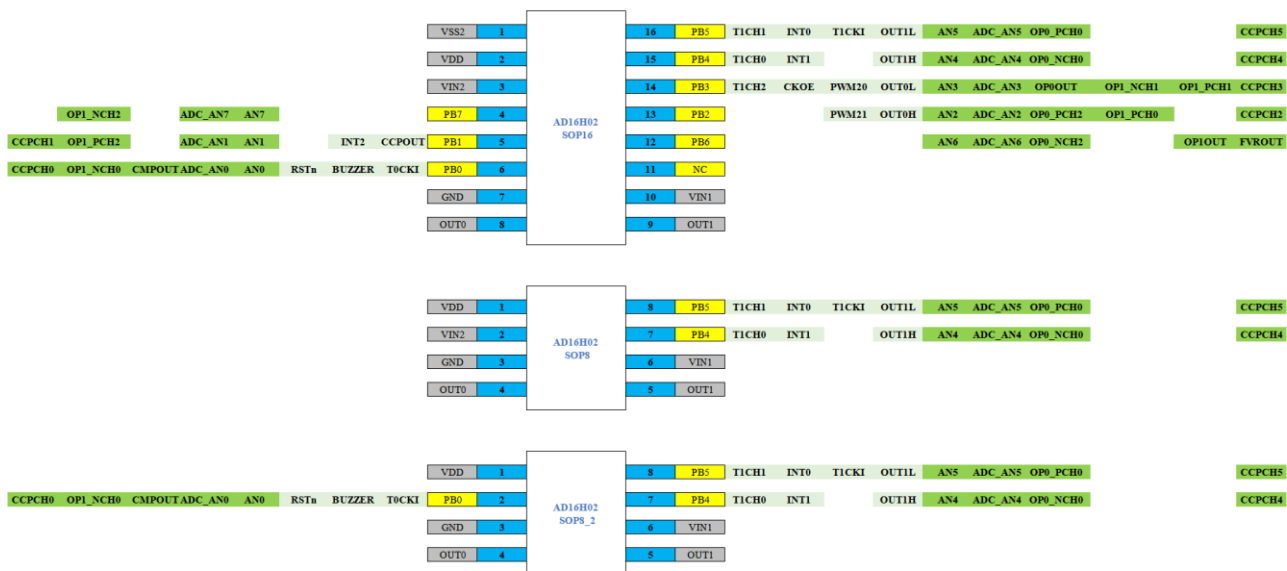 VSS2 1 16 PB5 T1CH1 INT0 T1CKI OUT1L AN5 ADC_AN5 OP0_PCH0 CCPCH5
VDD 2 15 PB4 T1CH0 INT1 OUT1H AN4 ADC_AN4 OP0_NCH0 CCPCH4
VIN2 3 14 PB3 T1CH2 CKOE PWM20 OUT0L AN3 ADC_AN3 OP0OUT OP1_NCH1 OP1_PCH1 CCPCH3
OP1_NCH2 ADC_AN7 AN7 PB7 4 13 PB2 PWM21 OUT0H AN2 ADC_AN2 OP0_PCH2 OP1_PCH0 CCPCH2
AD16H02
SOP16
CCPCH1 OP1_PCH2 ADC_AN1 AN1 INT2 CCPOUT PB1 5 12 PB6 AN6 ADC_AN6 OP0_NCH2 OP1OUT FVROUT
CCPCH0 OP1_NCH0 CMPOUT ADC_AN0 AN0 RSTn BUZZER T0CKI PB0 6 11 NC
GND 7 10 VIN1
OUT0 8 9 OUT1
VDD 1 8 PB5 T1CH1 INT0 T1CKI OUT1L AN5 ADC_AN5 OP0_PCH0 CCPCH5
VIN2 2 7 PB4 T1CH0 INT1 OUT1H AN4 ADC_AN4 OP0_NCH0 CCPCH4
AD16H02
SOP8
GND 3 6 VIN1
OUT0 4 5 OUT1
VDD 1 8 PB5 T1CH1 INT0 T1CKI OUT1L AN5 ADC_AN5 OP0_PCH0 CCPCH5
CCPCH0 OP1_NCH0 CMPOUT ADC_AN0 AN0 RSTn BUZZER T0CKI PB0 2 7 PB4 T1CH0 INT1 OUT1H AN4 ADC_AN4 OP0_NCH0 CCPCH4
AD16H02
SOP8_2
GND 3 6 VIN1
OUT0 4 5 OUT1